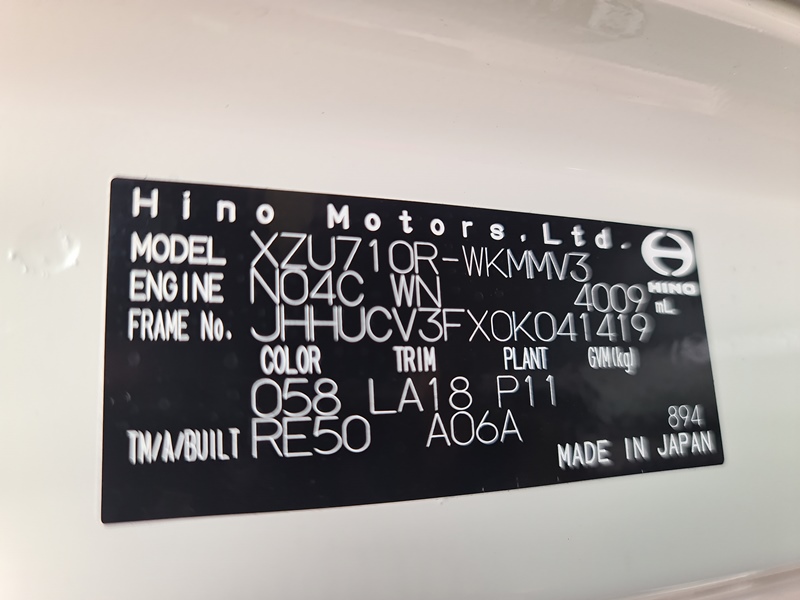 Hino Motors,Ltd.
HINO
MODEL XZU710R-WKMMV3
ENGINE N04C WN 4009 mL
FRAME No. JHHUCV3FX0K041419
COLOR TRIM PLANT GVM(kg)
058 LA18 P11
TM/A/BUILT RE50 A06A
894
MADE IN JAPAN